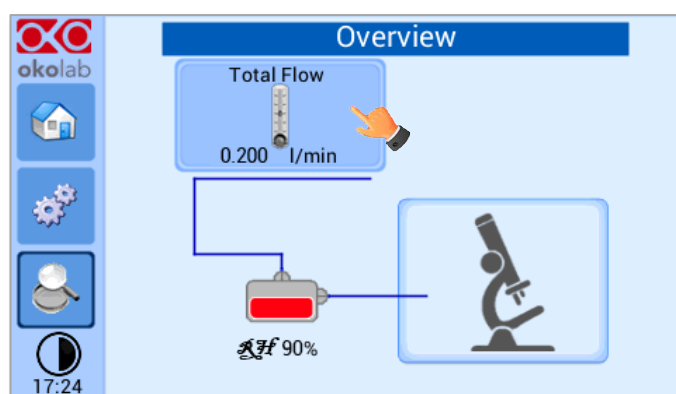 okolab
Overview
Total Flow
0.200 l/min
RH 90%
17:24